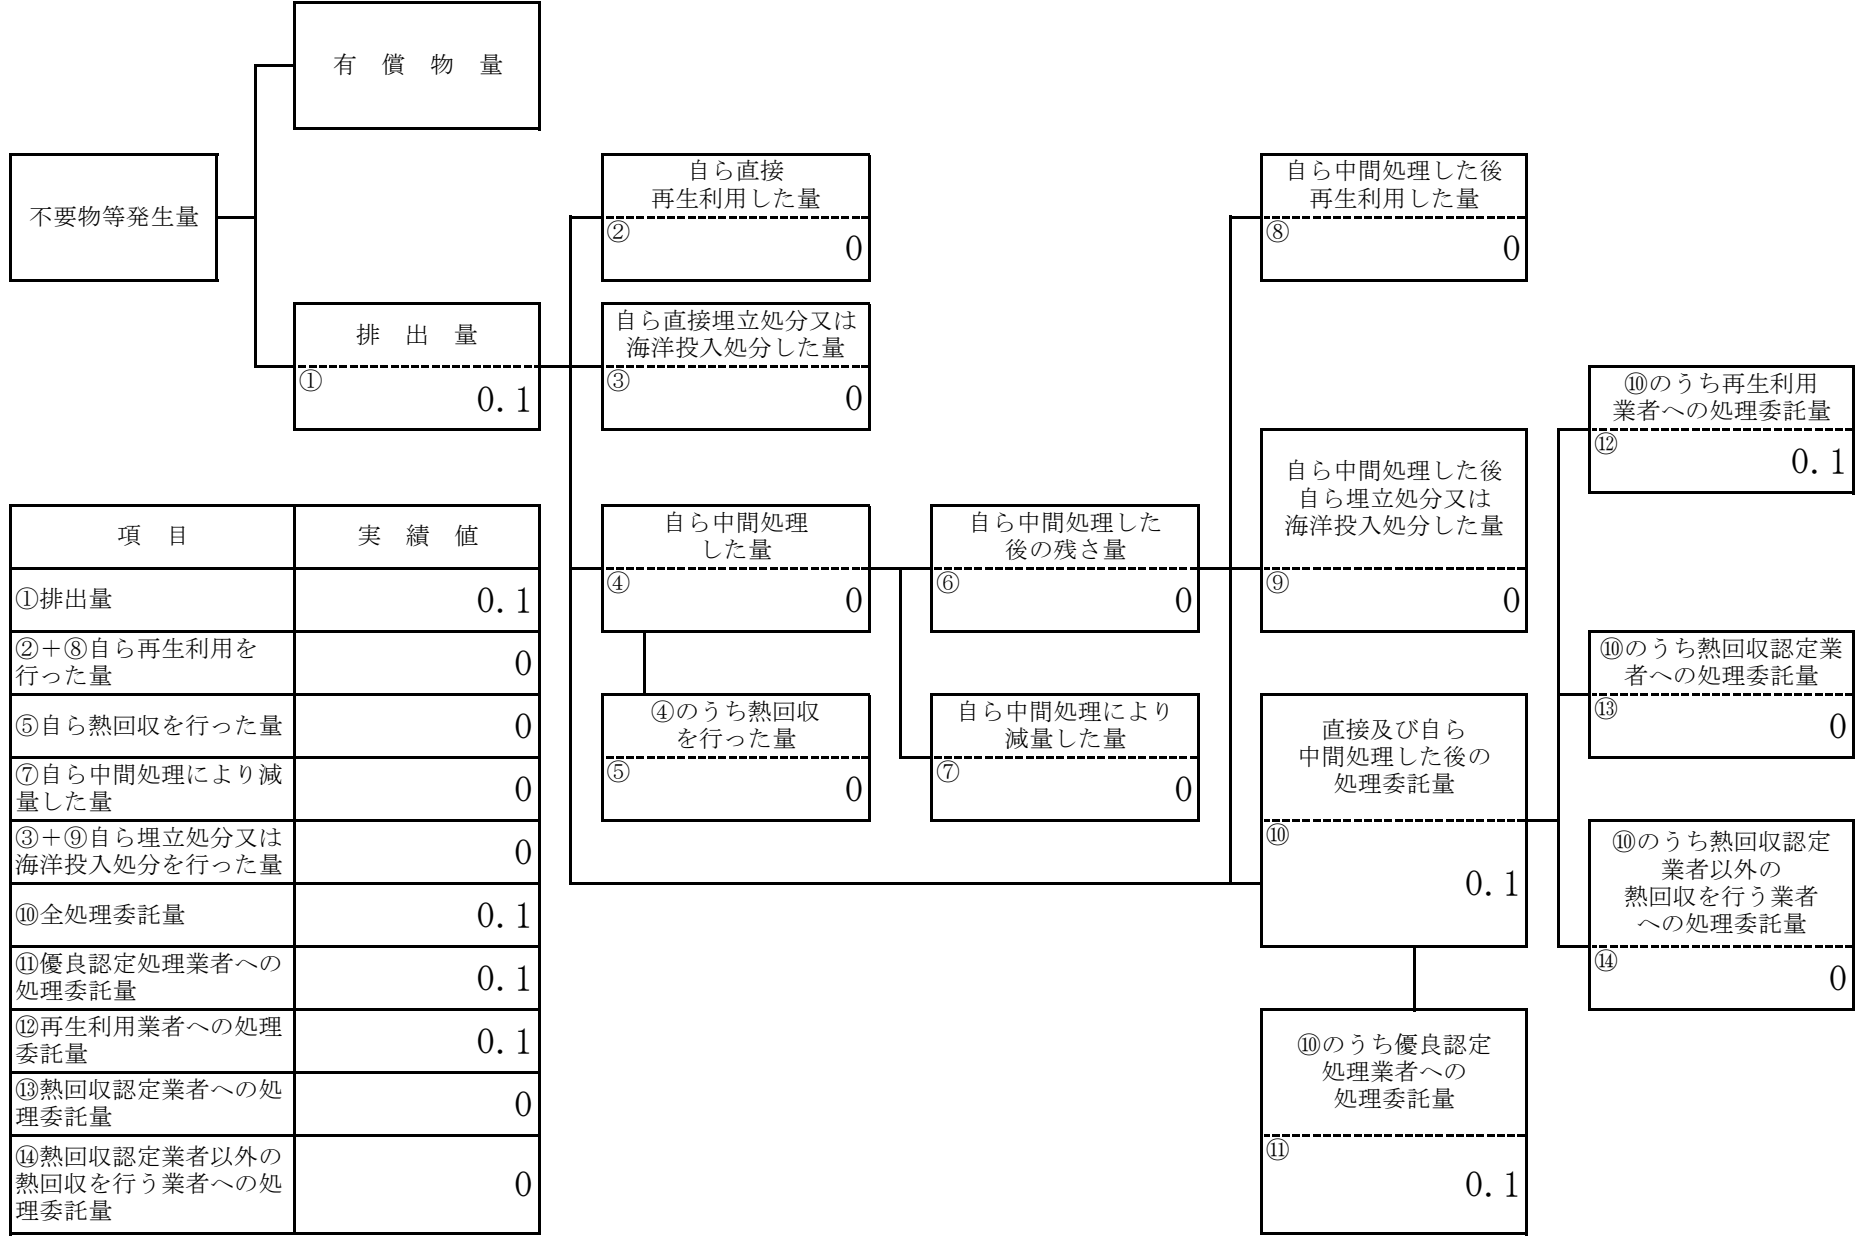 有　償　物　量
不要物等発生量
排　出　量
①
0.1
自ら直接
再生利用した量
②
0
自ら直接埋立処分又は
海洋投入処分した量
③
0
自ら中間処理
した量
④
0
④のうち熱回収
を行った量
⑤
0
自ら中間処理した
後の残さ量
⑥
0
自ら中間処理により
減量した量
⑦
0
自ら中間処理した後
再生利用した量
⑧
0
自ら中間処理した後
自ら埋立処分又は
海洋投入処分した量
⑨
0
直接及び自ら
中間処理した後の
処理委託量
⑩
0.1
⑩のうち優良認定
処理業者への
処理委託量
⑪
0.1
⑩のうち再生利用
業者への処理委託量
⑫
0.1
⑩のうち熱回収認定業
者への処理委託量
⑬
0
⑩のうち熱回収認定
業者以外の
熱回収を行う業者
への処理委託量
⑭
0
項　目　実　績　値
①排出量　0.1
②＋⑧自ら再生利用を
行った量
0
⑤自ら熱回収を行った量　0
⑦自ら中間処理により減
量した量
0
③＋⑨自ら埋立処分又は
海洋投入処分を行った量
0
⑩全処理委託量　0.1
⑪優良認定処理業者への
処理委託量
0.1
⑫再生利用業者への処理
委託量
0.1
⑬熱回収認定業者への処
理委託量
0
⑭熱回収認定業者以外の
熱回収を行う業者への処
理委託量
0